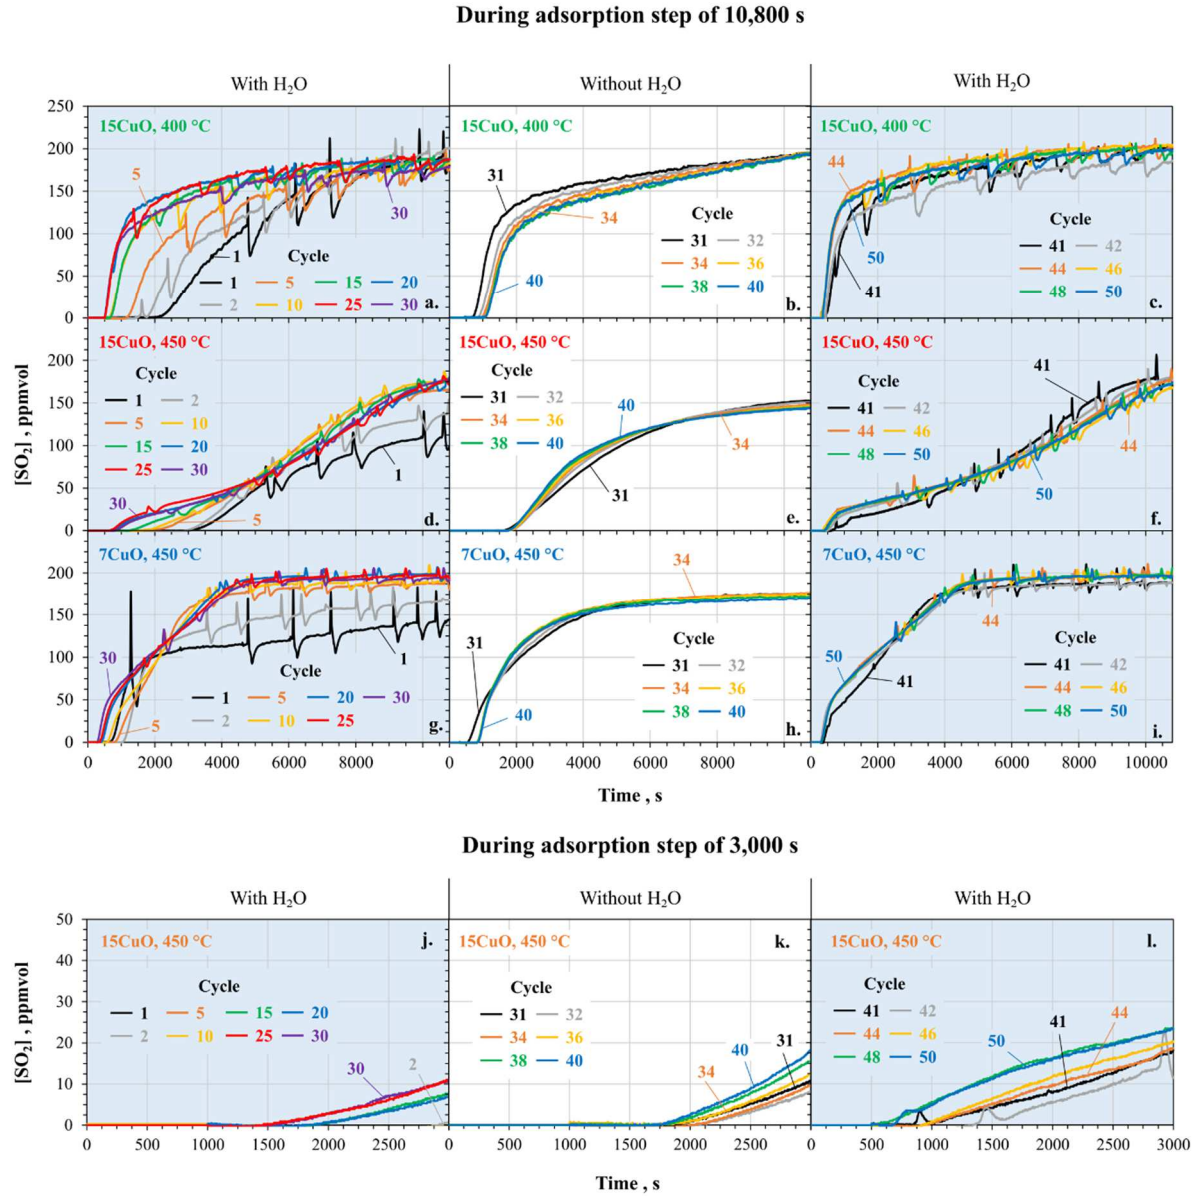 During adsorption step of 10,800 s
With H₂O
Without H₂O
With H₂O
[SO₂] , ppmvol
250
200
150
100
50
0
15CuO, 400 °C
5
30
1
Cycle
1 5 15 20
2 10 25 30
a.
15CuO, 400 °C
31
34
40
Cycle
31 32
34 36
38 40
b.
15CuO, 400 °C
44
50
41
Cycle
41 42
44 46
48 50
c.
200
150
100
50
0
15CuO, 450 °C
Cycle
1 2
5 10
15 20
25 30
30
5
1
d.
15CuO, 450 °C
Cycle
31 32
34 36
38 40
40
34
31
e.
15CuO, 450 °C
Cycle
41 42
44 46
48 50
41
44
50
f.
200
150
100
50
0
7CuO, 450 °C
30
5
1
Cycle
1 5 20 30
2 10 25
g.
7CuO, 450 °C
34
31
40
Cycle
31 32
34 36
38 40
h.
7CuO, 450 °C
50
41
44
Cycle
41 42
44 46
48 50
i.
0 2000 4000 6000 8000
0 2000 4000 6000 8000
0 2000 4000 6000 8000 10000
Time , s
During adsorption step of 3,000 s
With H₂O
Without H₂O
With H₂O
[SO₂] , ppmvol
50
40
30
20
10
0
15CuO, 450 °C
j.
Cycle
1 5 15 20
2 10 25 30
30
2
15CuO, 450 °C
k.
Cycle
31 32
34 36
38 40
34
40
31
15CuO, 450 °C
l.
Cycle
41 42
44 46
48 50
50
41
44
0 500 1000 1500 2000 2500
0 500 1000 1500 2000 2500
0 500 1000 1500 2000 2500 3000
Time , s